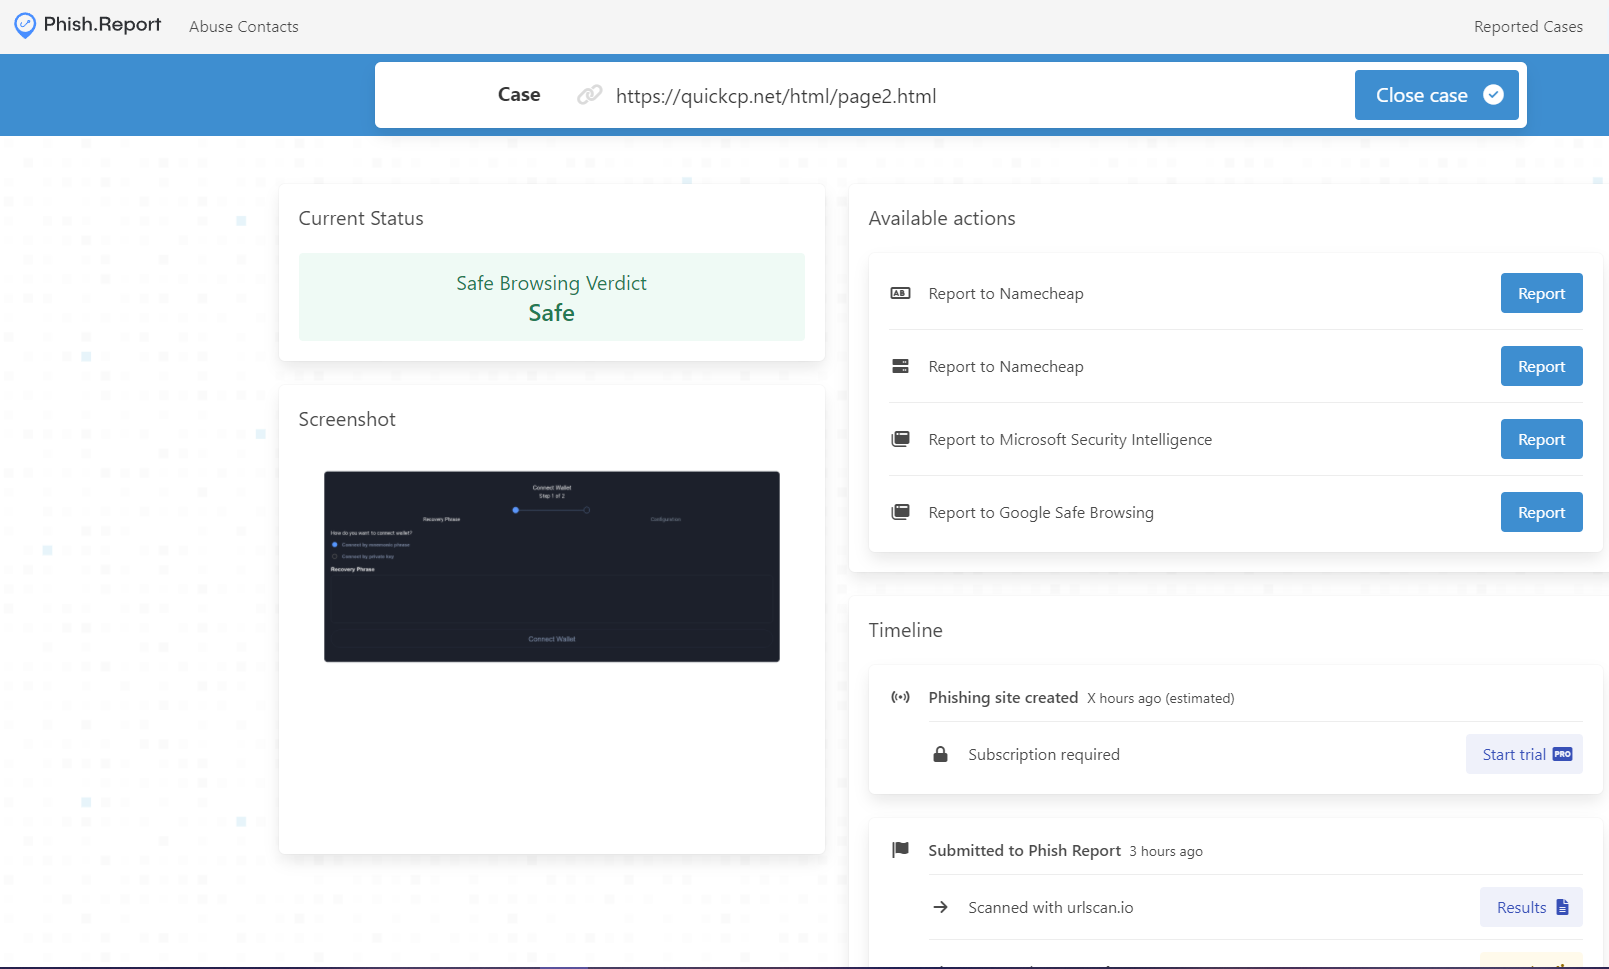 Phish.Report
Abuse Contacts
Reported Cases
Case
https://quickcp.net/html/page2.html
Close case
Current Status
Safe Browsing Verdict
Safe
Screenshot
Connect Wallet
Step 1 of 2
Recovery Phrase
Configuration
How do you want to connect wallet?
Connect by mnemonic phrase
Connect by private key
Recovery Phrase
Connect Wallet
Available actions
Report to Namecheap
Report
Report to Namecheap
Report
Report to Microsoft Security Intelligence
Report
Report to Google Safe Browsing
Report
Timeline
Phishing site created X hours ago (estimated)
Subscription required
Start trial PRO
Submitted to Phish Report 3 hours ago
Scanned with urlscan.io
Results